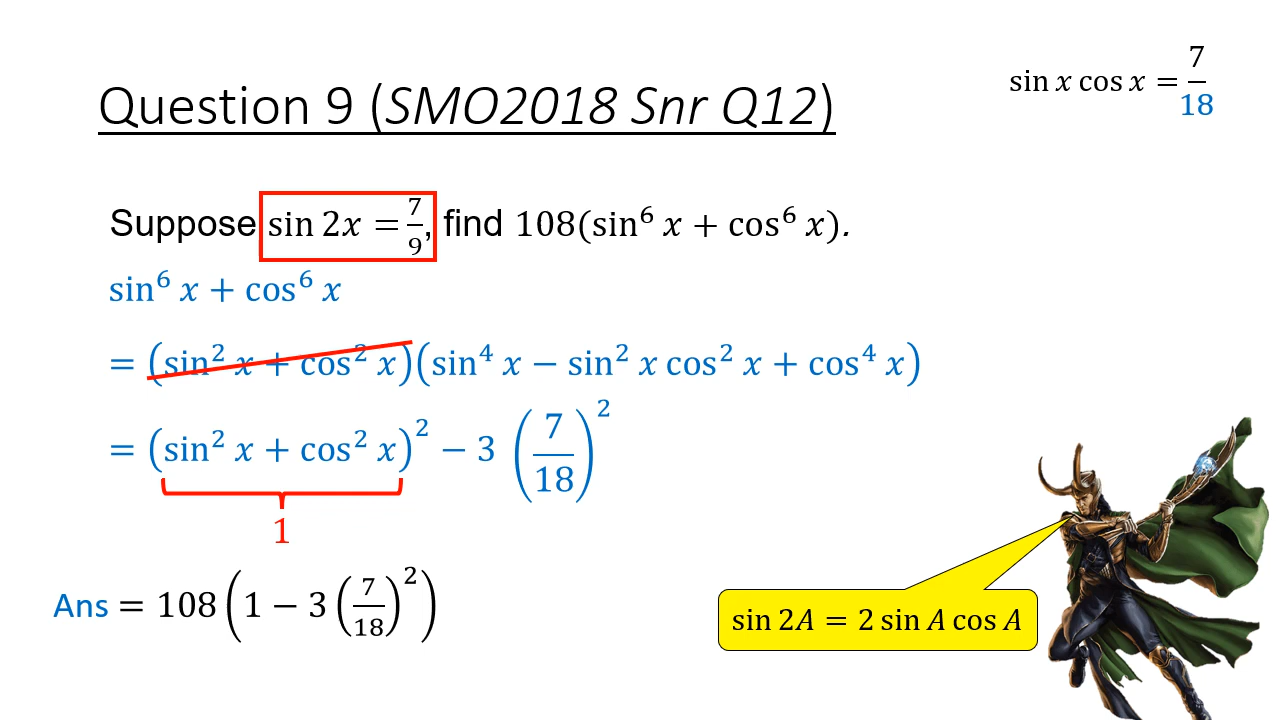 Question 9 (SMO2018 Snr Q12)
sin x cos x = 7/18
Suppose sin 2x = 7/9, find 108(sin⁶ x + cos⁶ x).
sin⁶ x + cos⁶ x
= (sin² x + cos² x)(sin⁴ x − sin² x cos² x + cos⁴ x)
= (sin² x + cos² x)² − 3 (7/18)²
1
Ans = 108(1 − 3(7/18)²)
sin 2A = 2 sin A cos A